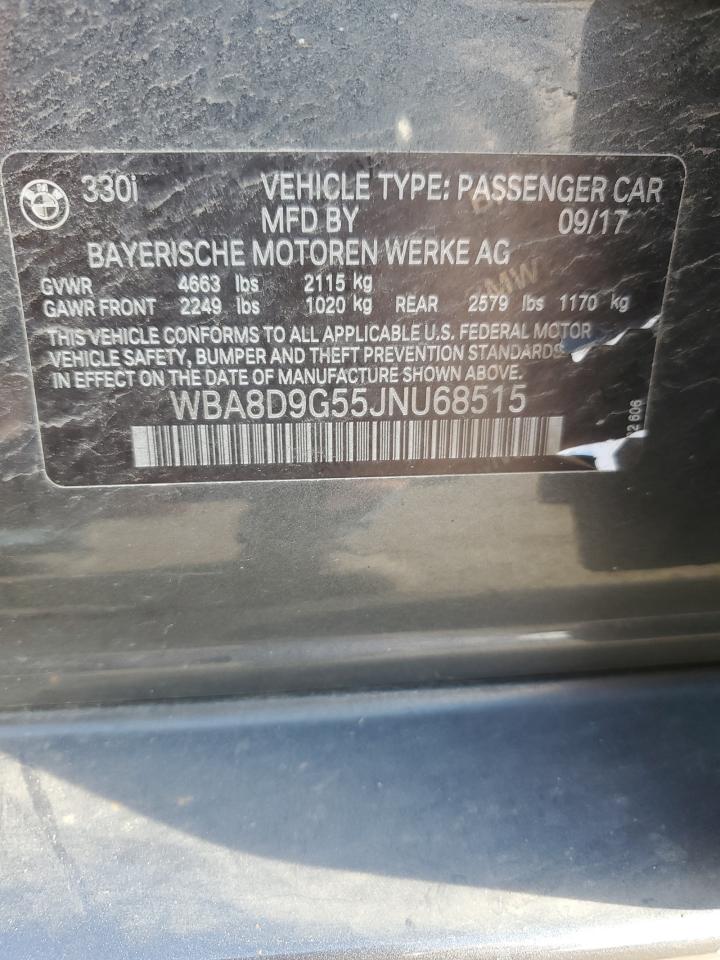 330i VEHICLE TYPE: PASSENGER CAR
MFD BY 09/17
BAYERISCHE MOTOREN WERKE AG
GVWR 4663 lbs 2115 kg
GAWR FRONT 2249 lbs 1020 kg REAR 2579 lbs 1170 kg
THIS VEHICLE CONFORMS TO ALL APPLICABLE U.S. FEDERAL MOTOR
VEHICLE SAFETY, BUMPER AND THEFT PREVENTION STANDARDS
IN EFFECT ON THE DATE OF MANUFACTURE SHOWN ABOVE.
WBA8D9G55JNU68515
BMW